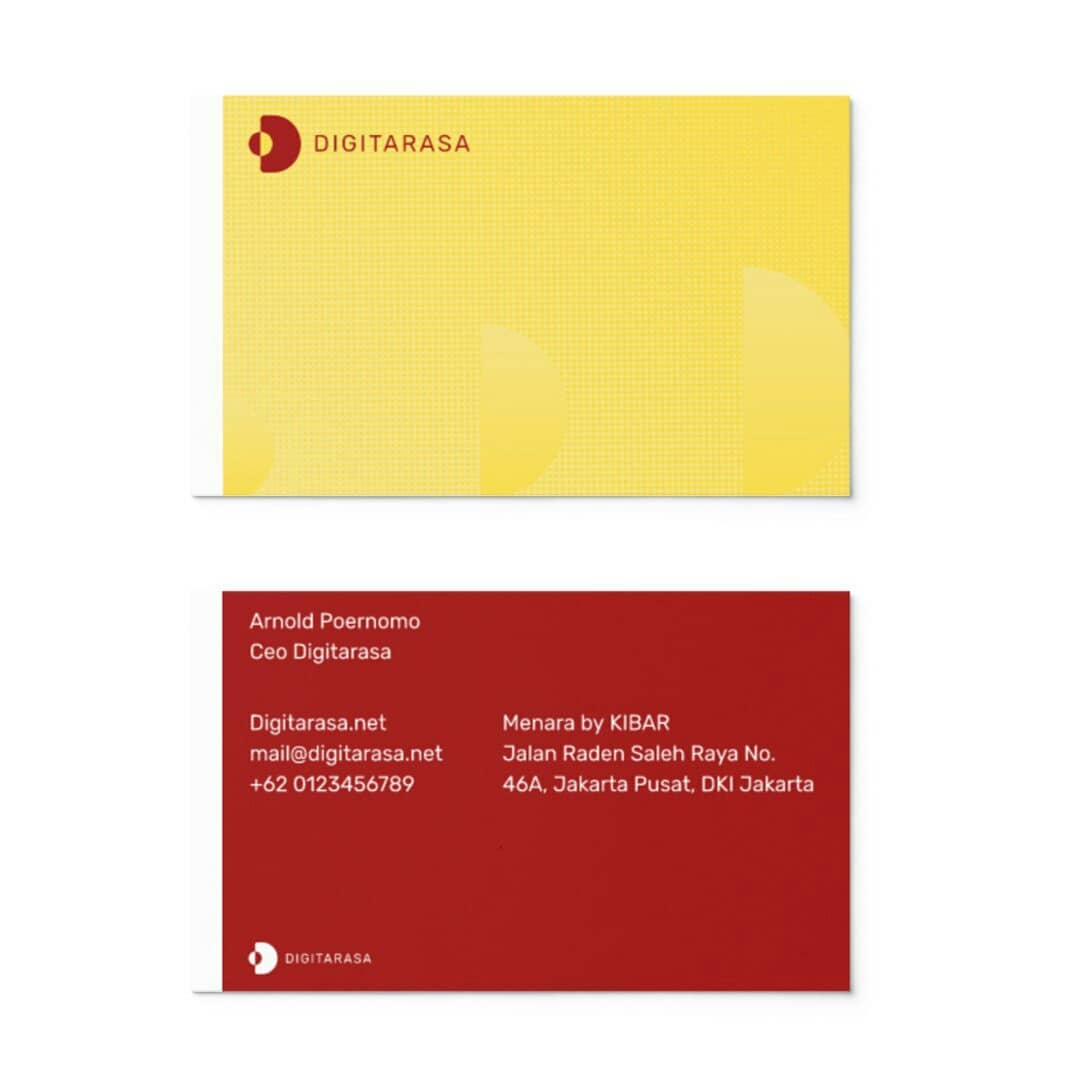 DIGITARASA
Arnold Poernomo
Ceo Digitarasa
Digitarasa.net
mail@digitarasa.net
+62 0123456789
Menara by KIBAR
Jalan Raden Saleh Raya No.
46A, Jakarta Pusat, DKI Jakarta
DIGITARASA